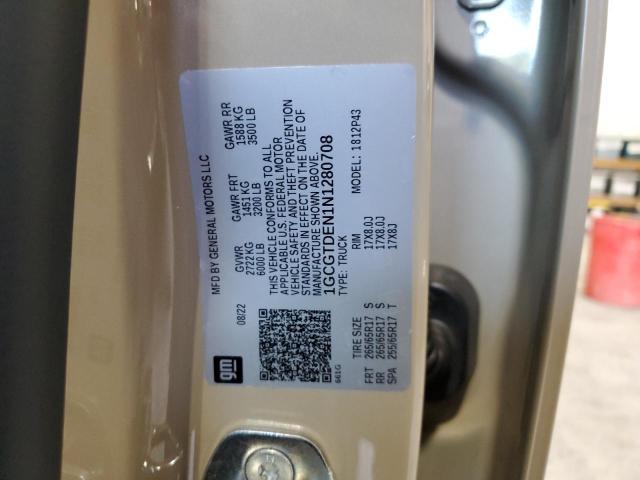 MFD BY GENERAL MOTORS LLC
08/22
GVWR GAWR FRT GAWR RR
2722 KG 1451 KG 1588 KG
6000 LB 3200 LB 3500 LB
THIS VEHICLE CONFORMS TO ALL
APPLICABLE U.S. FEDERAL MOTOR
VEHICLE SAFETY AND THEFT PREVENTION
STANDARDS IN EFFECT ON THE DATE OF
MANUFACTURE SHOWN ABOVE.
1GCGTDEN1N1280708
TYPE: TRUCK MODEL: 1812P43
gm
661G
TIRE SIZE RIM
FRT 265/65R17 S 17X8.0J
RR 265/65R17 S 17X8.0J
SPA 255/65R17 T 17X8J